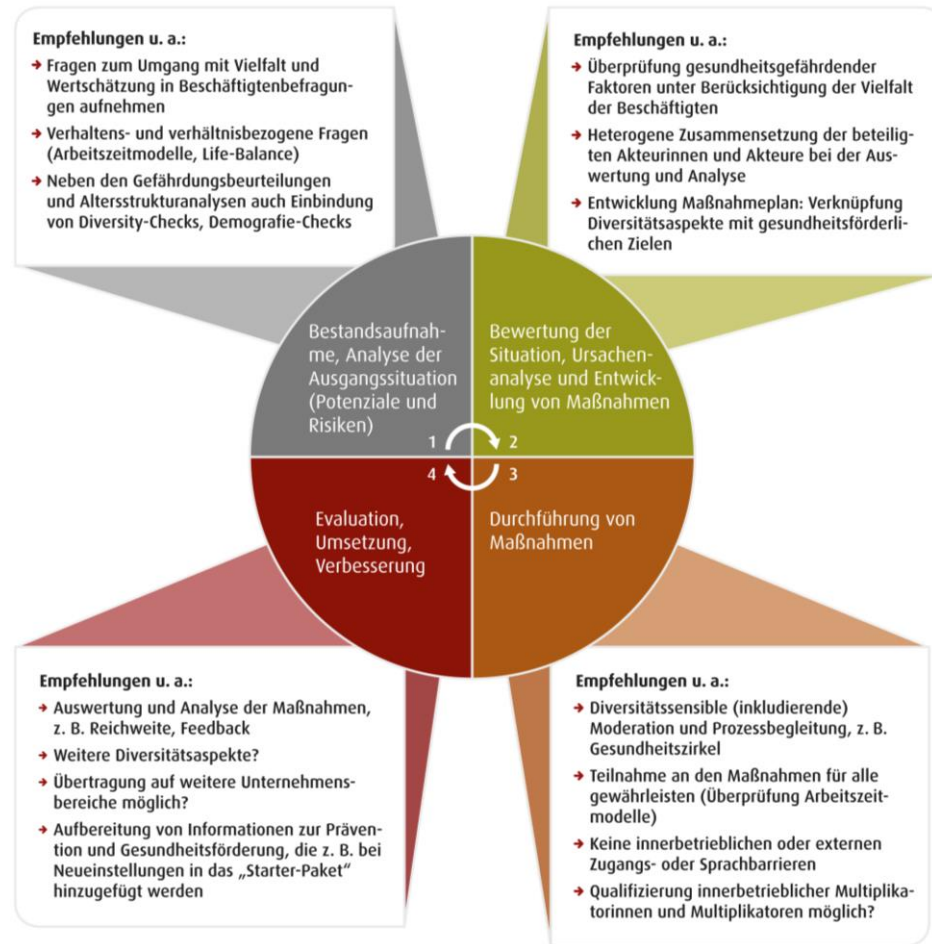 Empfehlungen u. a.:
→ Fragen zum Umgang mit Vielfalt und
Wertschätzung in Beschäftigtenbefragun-
gen aufnehmen
→ Verhaltens- und verhältnisbezogene Fragen
(Arbeitszeitmodelle, Life-Balance)
→ Neben den Gefährdungsbeurteilungen
und Altersstrukturanalysen auch Einbindung
von Diversity-Checks, Demografie-Checks
Empfehlungen u. a.:
→ Überprüfung gesundheitsgefährdender
Faktoren unter Berücksichtigung der Vielfalt
der Beschäftigten
→ Heterogene Zusammensetzung der beteilig-
ten Akteurinnen und Akteure bei der Aus-
wertung und Analyse
→ Entwicklung Maßnahmeplan: Verknüpfung
Diversitätsaspekte mit gesundheitsförderli-
chen Zielen
Bestandsaufnah-
me, Analyse der
Ausgangssituation
(Potenziale und
Risiken)
1
Bewertung der
Situation, Ursachen-
analyse und Entwick-
lung von Maßnahmen
2
4
Evaluation,
Umsetzung,
Verbesserung
3
Durchführung von
Maßnahmen
Empfehlungen u. a.:
→ Auswertung und Analyse der Maßnahmen,
z. B. Reichweite, Feedback
→ Weitere Diversitätsaspekte?
→ Übertragung auf weitere Unternehmens-
bereiche möglich?
→ Aufbereitung von Informationen zur Präven-
tion und Gesundheitsförderung, die z. B. bei
Neueinstellungen in das „Starter-Paket“
hinzugefügt werden
Empfehlungen u. a.:
→ Diversitätssensible (inkludierende)
Moderation und Prozessbegleitung, z. B.
Gesundheitszirkel
→ Teilnahme an den Maßnahmen für alle
gewährleisten (Überprüfung Arbeitszeit-
modelle)
→ Keine innerbetrieblichen oder externen
Zugangs- oder Sprachbarrieren
→ Qualifizierung innerbetrieblicher Multiplika-
torinnen und Multiplikatoren möglich?